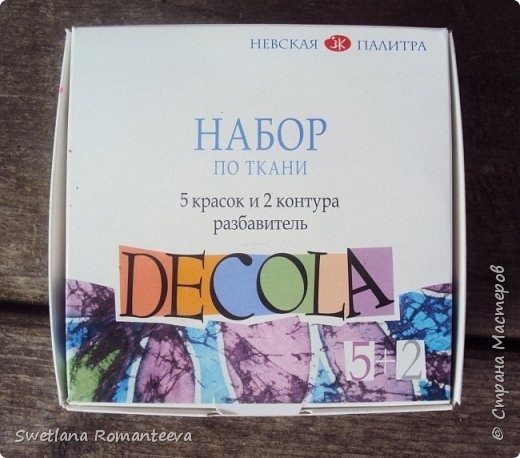 НЕВСКАЯ ЗК ПАЛИТРА
НАБОР
ПО ТКАНИ
5 красок и 2 контура
разбавитель
DECOLA
5+2
Swetlana Romanteeva
© Страна Мастеров